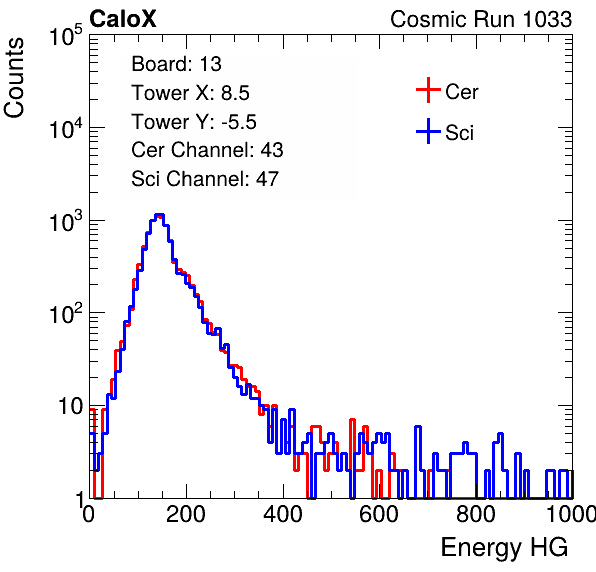 CaloX Cosmic Run 1033
Counts
10^5
10^4
10^3
10^2
10
1
Board: 13
Tower X: 8.5
Tower Y: -5.5
Cer Channel: 43
Sci Channel: 47
Cer
Sci
0 200 400 600 800 1000
Energy HG